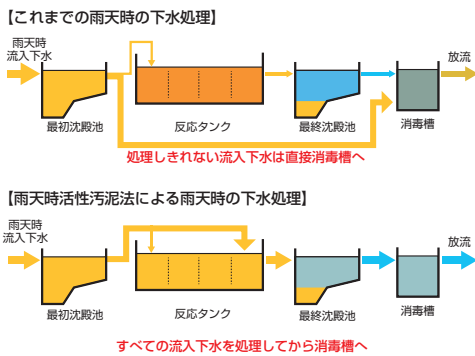 【これまでの雨天時の下水処理】
雨天時
流入下水
放流
最初沈殿池
反応タンク
最終沈殿池
消毒槽
処理しきれない流入下水は直接消毒槽へ
【雨天時活性汚泥法による雨天時の下水処理】
雨天時
流入下水
放流
最初沈殿池
反応タンク
最終沈殿池
消毒槽
すべての流入下水を処理してから消毒槽へ